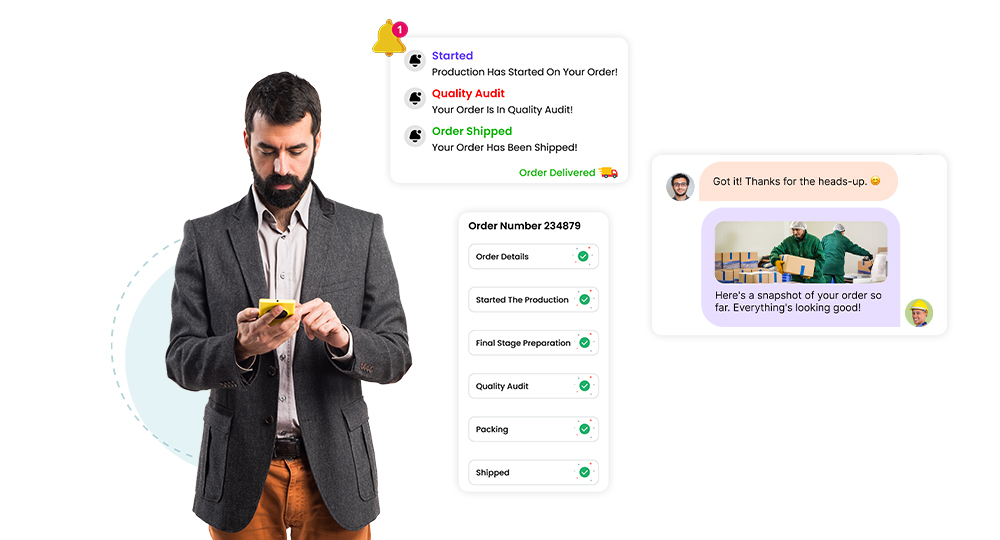 1
Started
Production Has Started On Your Order!
Quality Audit
Your Order Is In Quality Audit!
Order Shipped
Your Order Has Been Shipped!
Order Delivered
Order Number 234879
Order Details
Started The Production
Final Stage Preparation
Quality Audit
Packing
Shipped
Got it! Thanks for the heads-up. 😊
Here's a snapshot of your order so
far. Everything's looking good!